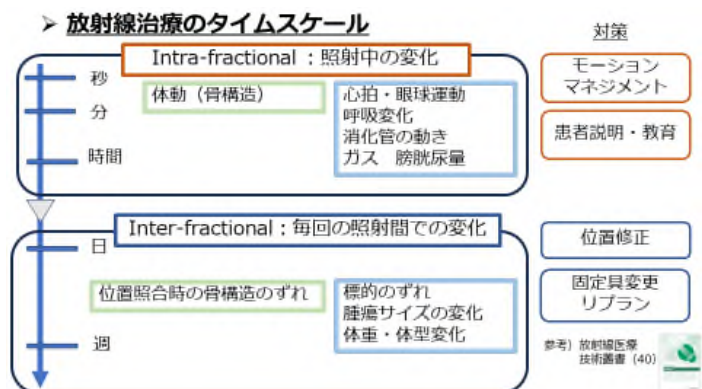 ➤ 放射線治療のタイムスケール
対策
Intra-fractional：照射中の変化
秒
分
時間
体動（骨構造）
心拍・眼球運動
呼吸変化
消化管の動き
ガス 膀胱尿量
モーション
マネジメント
患者説明・教育
Inter-fractional：毎回の照射間での変化
日
週
位置照合時の骨構造のずれ
標的のずれ
腫瘍サイズの変化
体重・体型変化
位置修正
固定具変更
リプラン
参考）放射線医療
技術叢書（40）